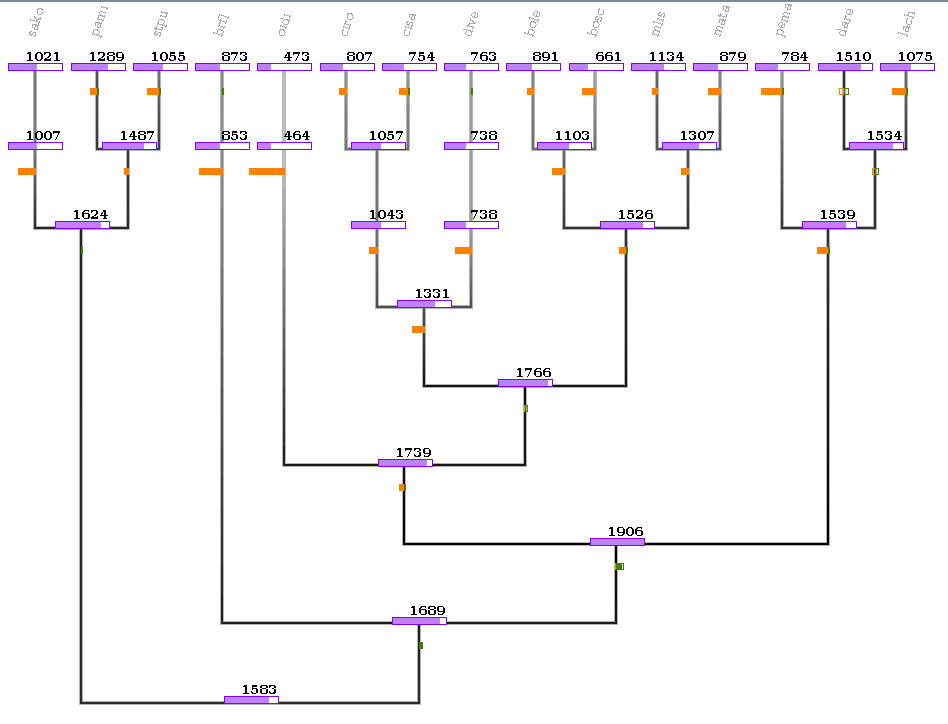 sako pami stpu brfl oidi ciro cisa dive bole bosc mlis mata pema dare lach
1021 1289 1055 873 473 807 754 763 891 661 1134 879 784 1510 1075
1007 1487 853 464 1057 738 1103 1307 1534
1624 1043 738 1526 1539
1331
1766
1739
1906
1689
1583